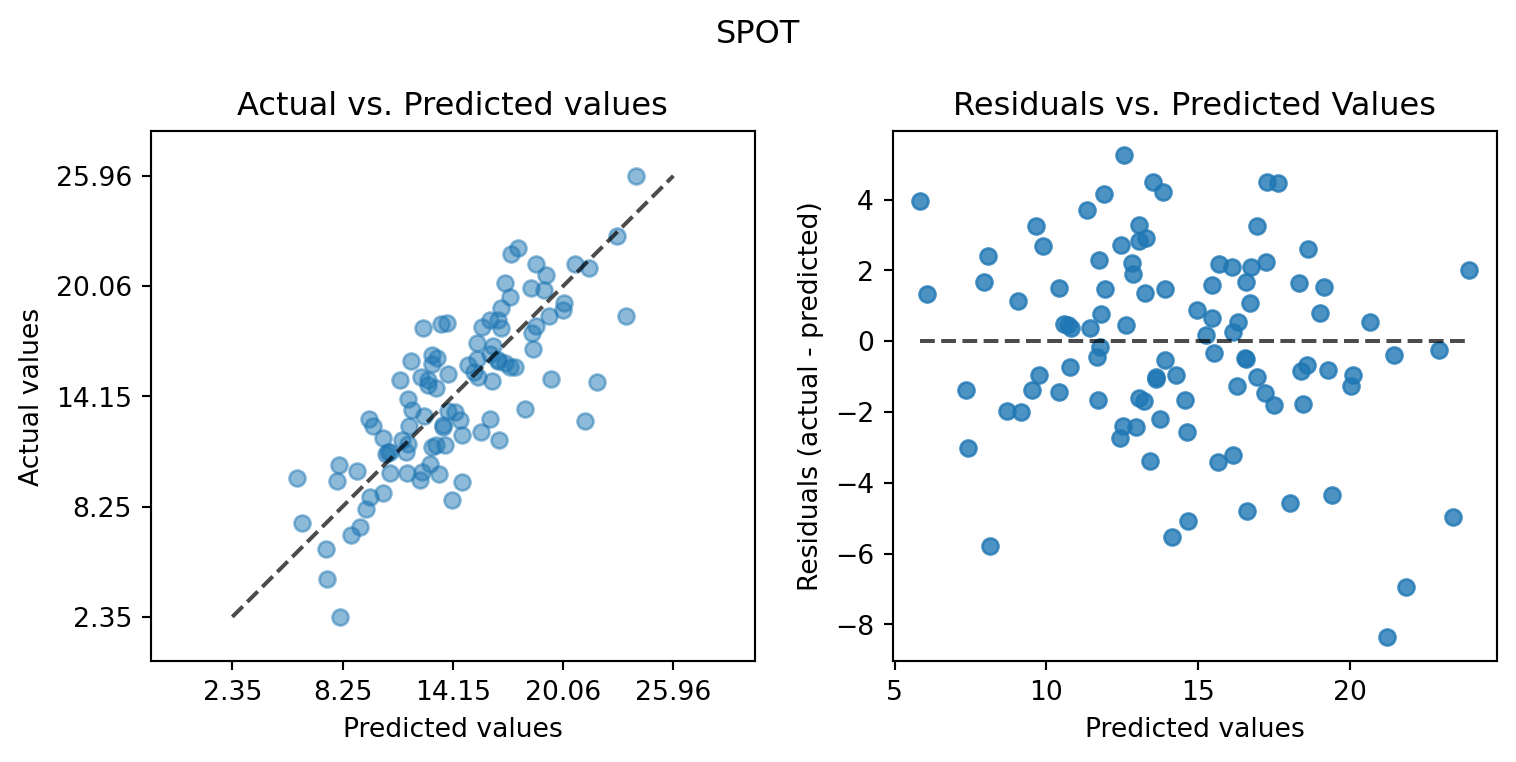 SPOT
Actual vs. Predicted values
Actual values
25.96
20.06
14.15
8.25
2.35
2.35 8.25 14.15 20.06 25.96
Predicted values
Residuals vs. Predicted Values
Residuals (actual - predicted)
4
2
0
−2
−4
−6
−8
5 10 15 20
Predicted values